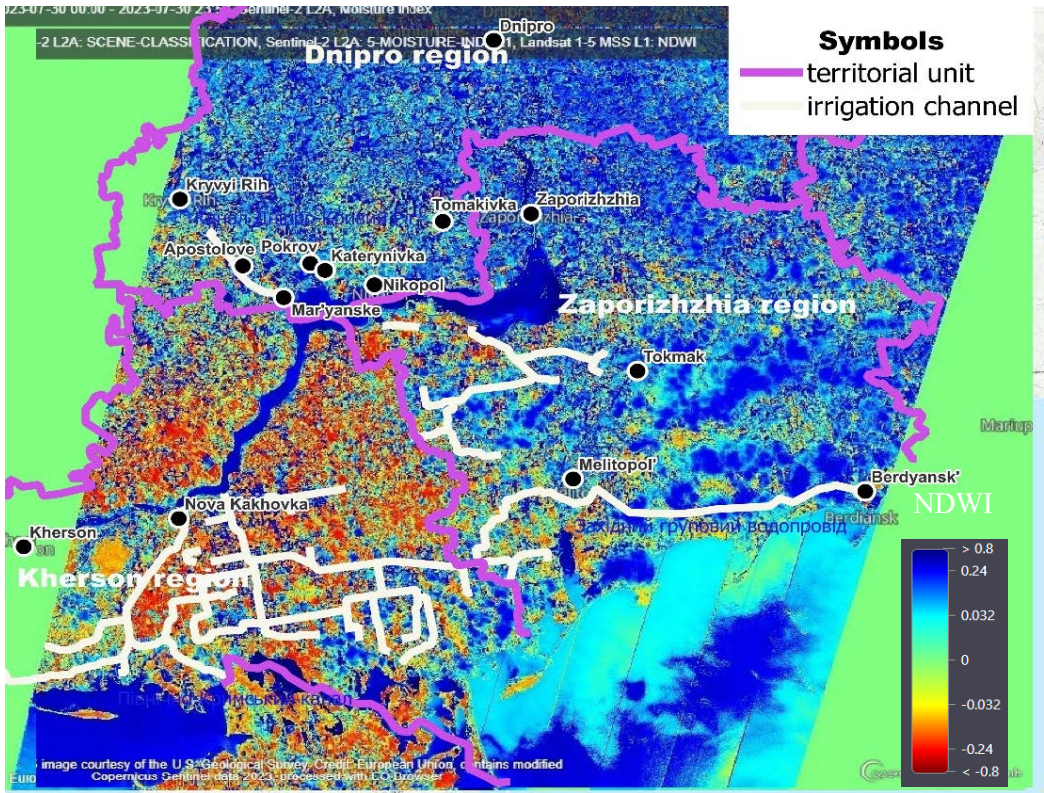 23-07-30 00:00 - 2023-07-30 23:5 Sentinel-2 L2A, Moisture index
-2 L2A: SCENE-CLASSIFICATION, Sentinel-2 L2A: 5-MOISTURE-IND 1, Landsat 1-5 MSS L1: NDWI
Symbols
territorial unit
irrigation channel
Dnipro
Dnipro region
Kryvyi Rih
Tomakivka
Zaporizhzhia
Apostolove
Pokrov
Katerynivka
Nikopol
Mar'yanske
Zaporizhzhia region
Tokmak
Mariup
Melitopol'
Berdyansk'
Berdiansk
NDWI
Nova Kakhovka
Західний груповий водопровід
Kherson
Kherson region
> 0.8
0.24
0.032
0
-0.032
-0.24
< -0.8
image courtesy of the U.S. Geological Survey, Credit: European Union, contains modified
Copernicus Sentinel data 2023, processed with EO Browser